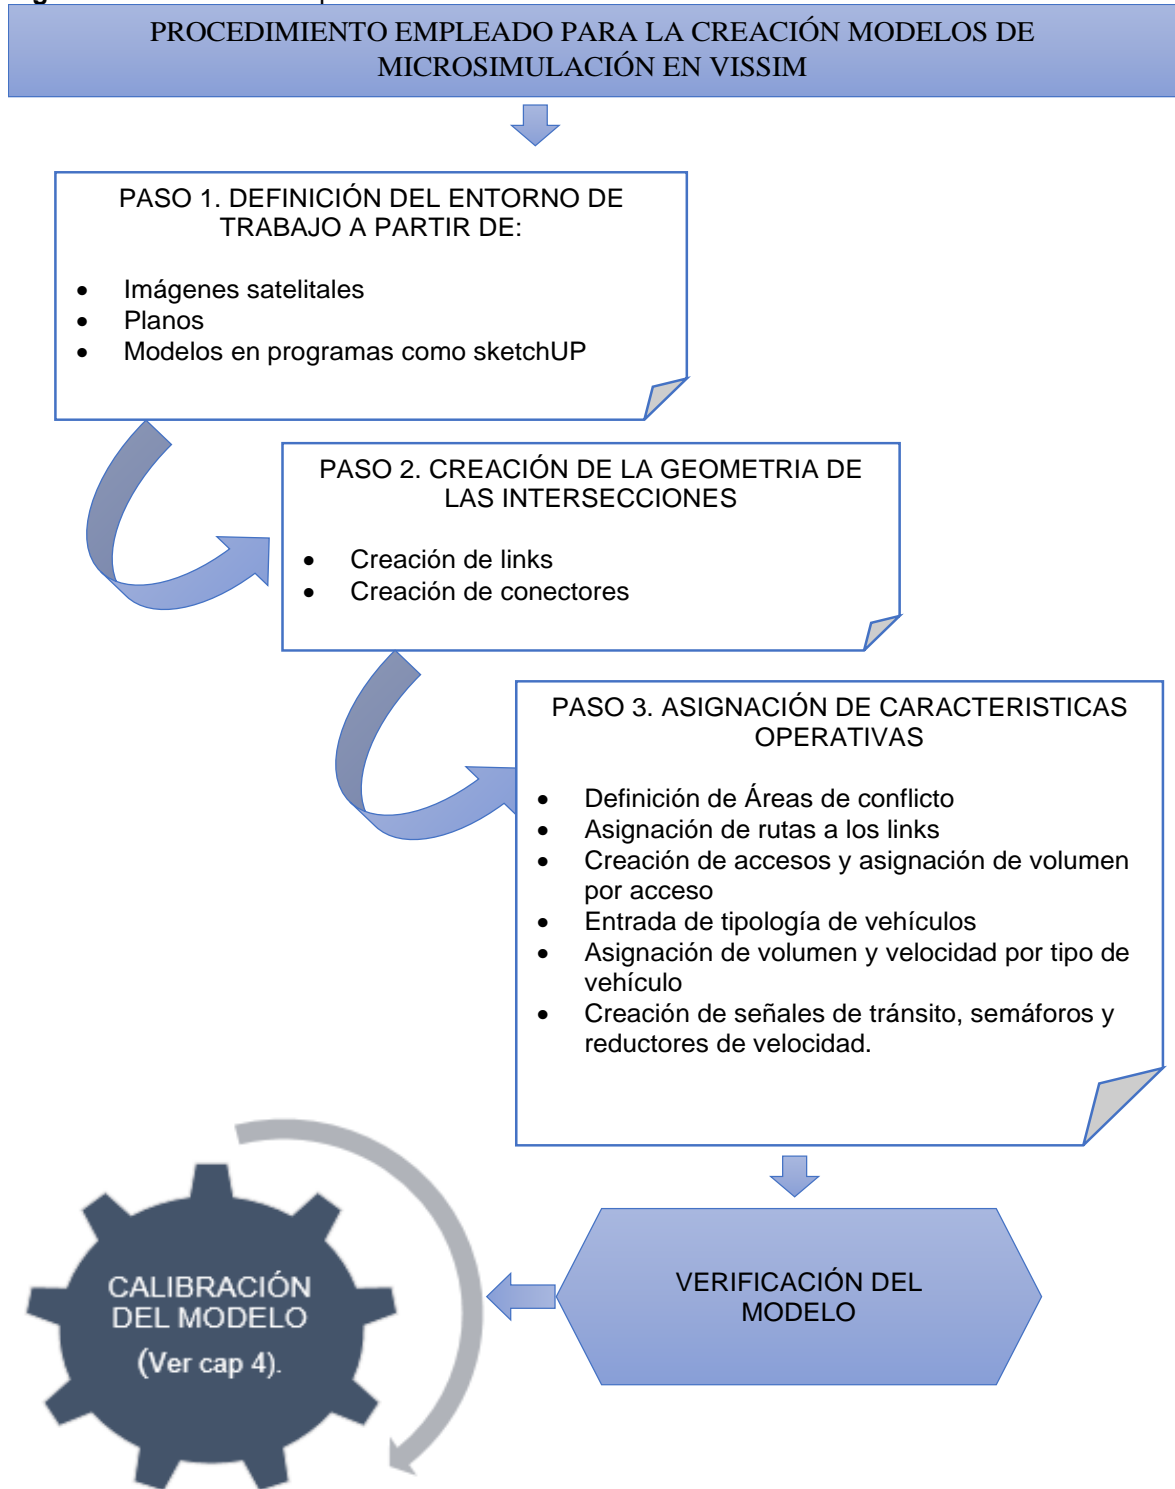 PROCEDIMIENTO EMPLEADO PARA LA CREACIÓN MODELOS DE
MICROSIMULACIÓN EN VISSIM
PASO 1. DEFINICIÓN DEL ENTORNO DE
TRABAJO A PARTIR DE:
• Imágenes satelitales
• Planos
• Modelos en programas como sketchUP
PASO 2. CREACIÓN DE LA GEOMETRIA DE
LAS INTERSECCIONES
• Creación de links
• Creación de conectores
PASO 3. ASIGNACIÓN DE CARACTERISTICAS
OPERATIVAS
• Definición de Áreas de conflicto
• Asignación de rutas a los links
• Creación de accesos y asignación de volumen
por acceso
• Entrada de tipología de vehículos
• Asignación de volumen y velocidad por tipo de
vehículo
• Creación de señales de tránsito, semáforos y
reductores de velocidad.
VERIFICACIÓN DEL
MODELO
CALIBRACIÓN
DEL MODELO
(Ver cap 4).